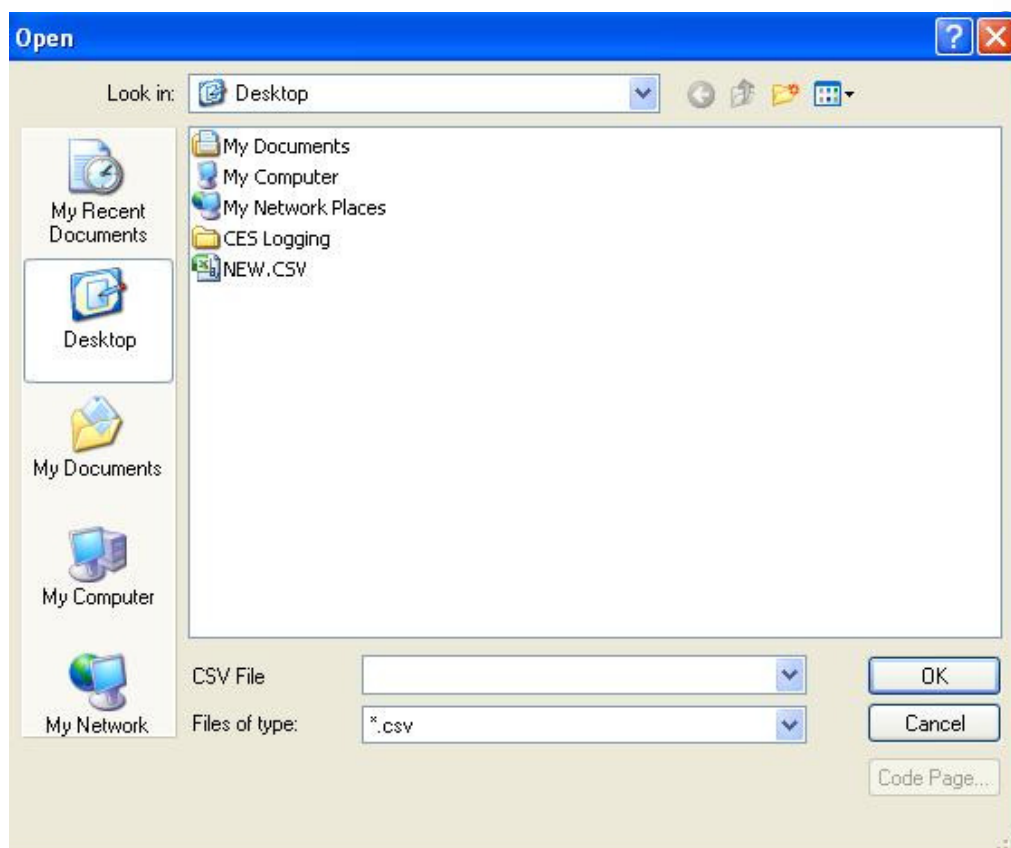 Open
Look in: Desktop
My Documents
My Computer
My Network Places
CES Logging
NEW.CSV
My Recent
Documents
Desktop
My Documents
My Computer
My Network
CSV File
OK
Files of type: *.csv
Cancel
Code Page...